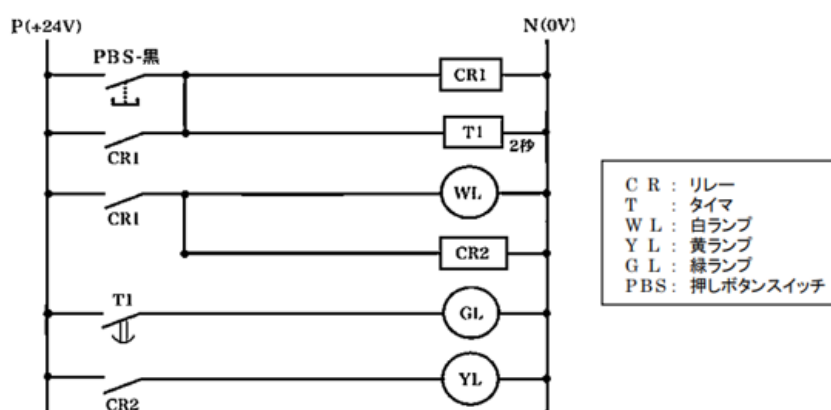 P(+24V)
N(0V)
PBS-黒
CR1
T1
2秒
CR1
CR1
WL
CR2
T1
GL
CR2
YL
CR：リレー
T：タイマ
WL：白ランプ
YL：黄ランプ
GL：緑ランプ
PBS：押しボタンスイッチ